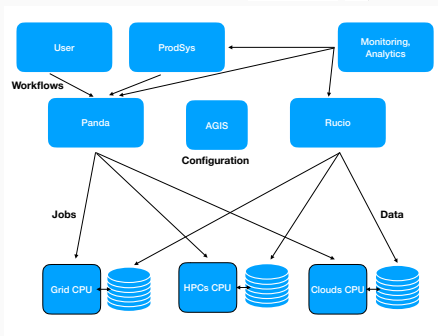 User
ProdSys
Monitoring,
Analytics
Workflows
Panda
AGIS
Rucio
Configuration
Jobs
Data
Grid CPU
HPCs CPU
Clouds CPU